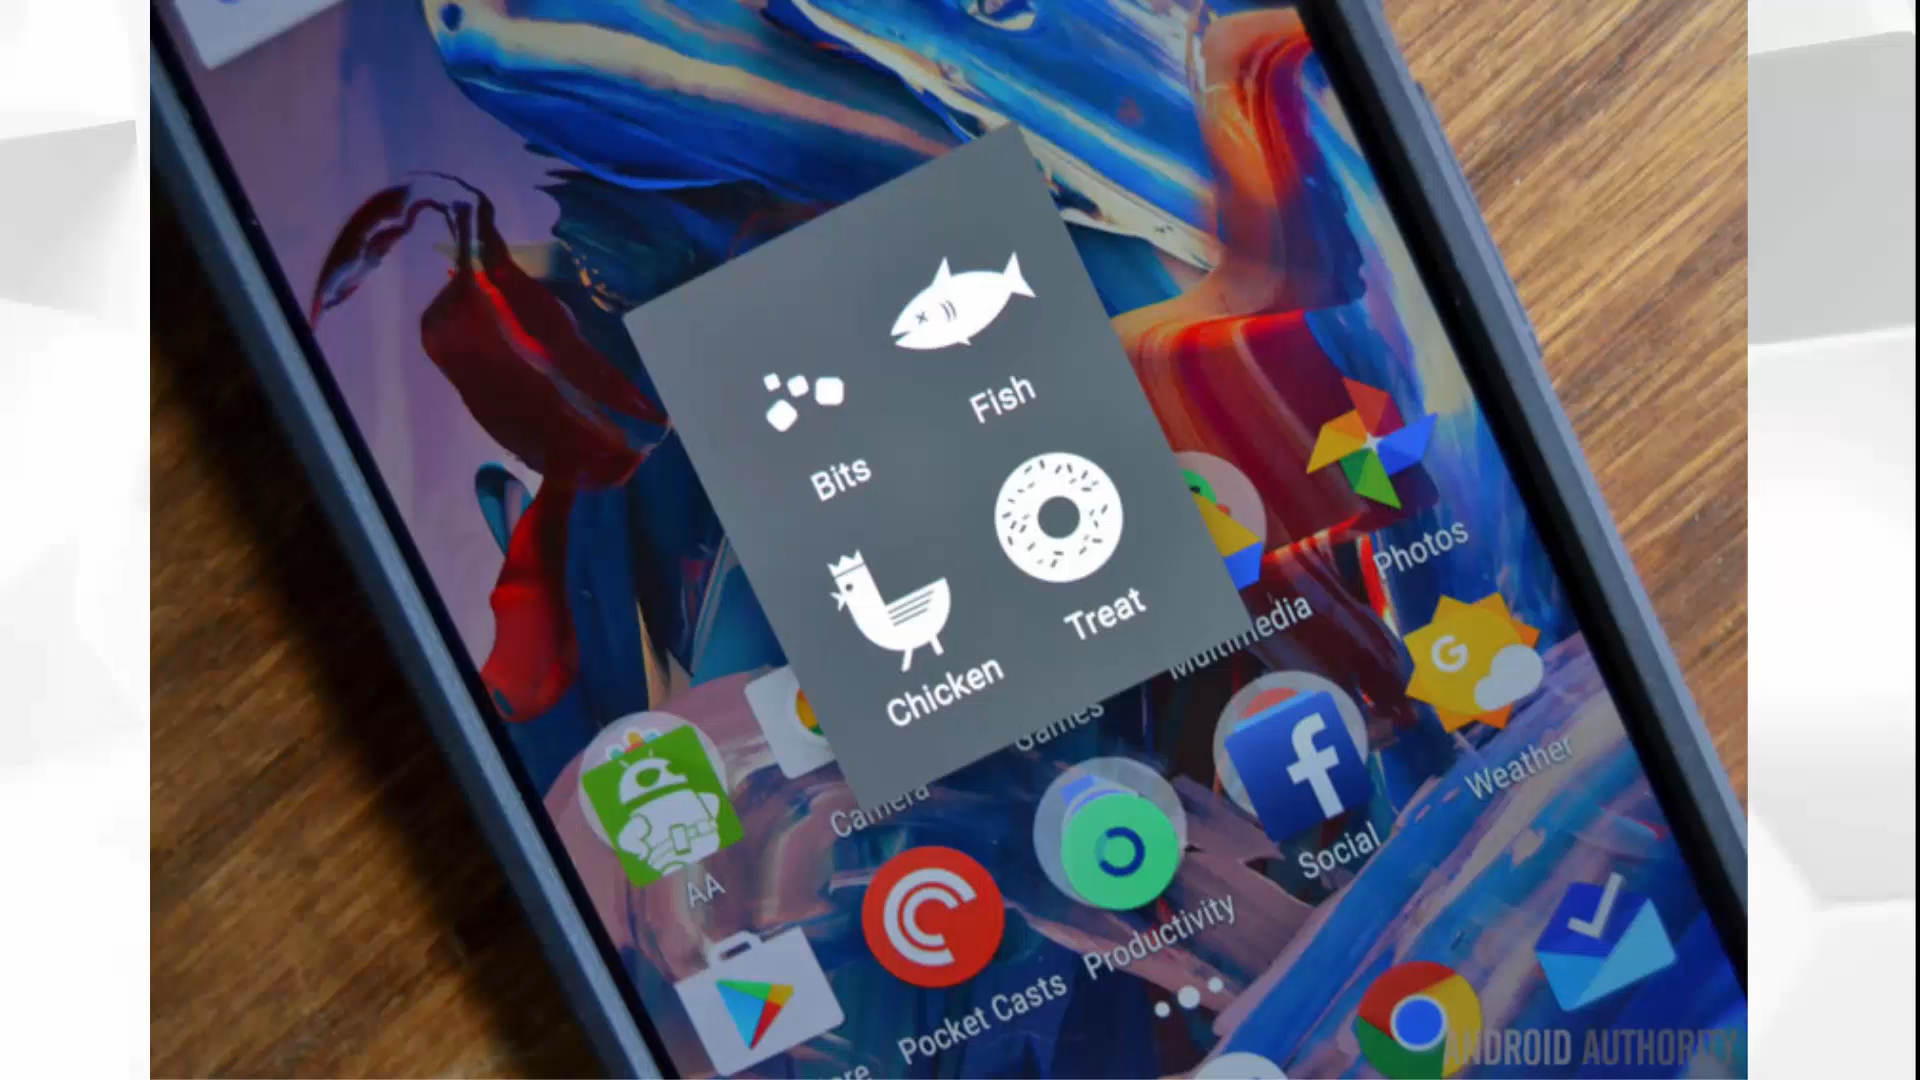 Fish
Bits
Treat
Chicken
Photos
Multimedia
Games
Camera
G
Weather
f
Social
AA
Productivity
Pocket Casts
ANDROID AUTHORITY